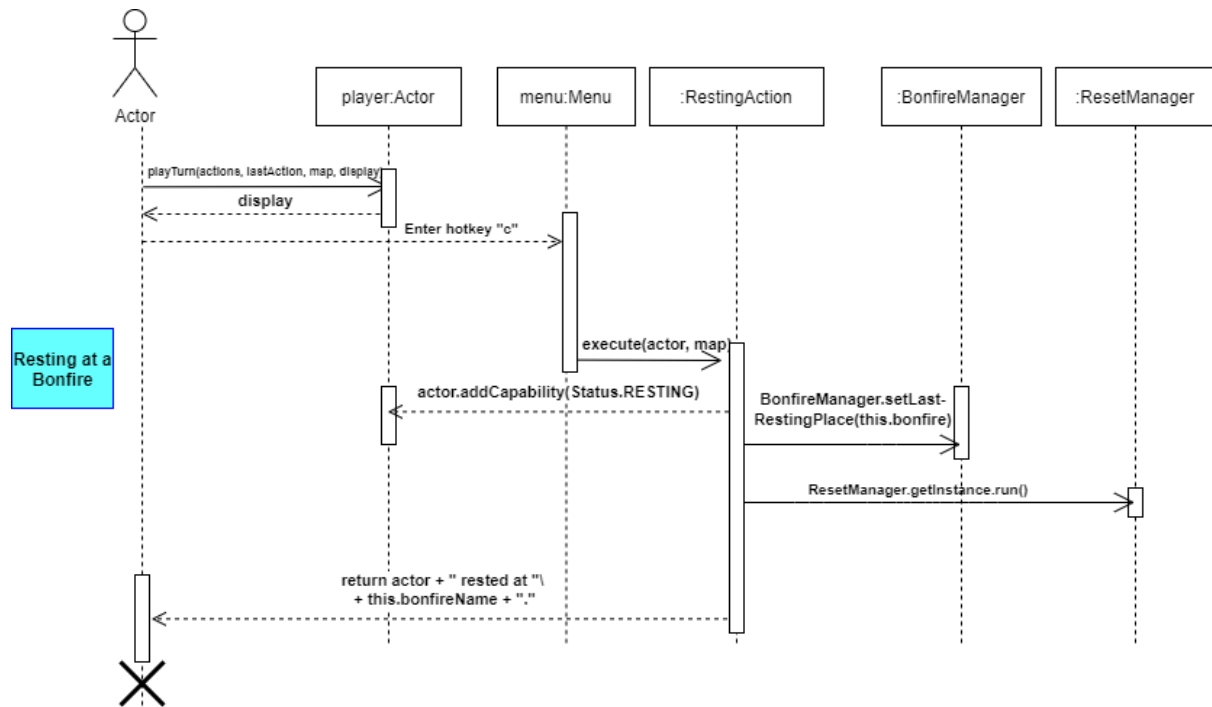 Actor
player:Actor
menu:Menu
:RestingAction
:BonfireManager
:ResetManager
playTurn(actions, lastAction, map, display)
display
Enter hotkey "c"
Resting at a
Bonfire
execute(actor, map)
actor.addCapability(Status.RESTING)
BonfireManager.setLast-
RestingPlace(this.bonfire)
ResetManager.getInstance.run()
return actor + " rested at "\
+ this.bonfireName + "."